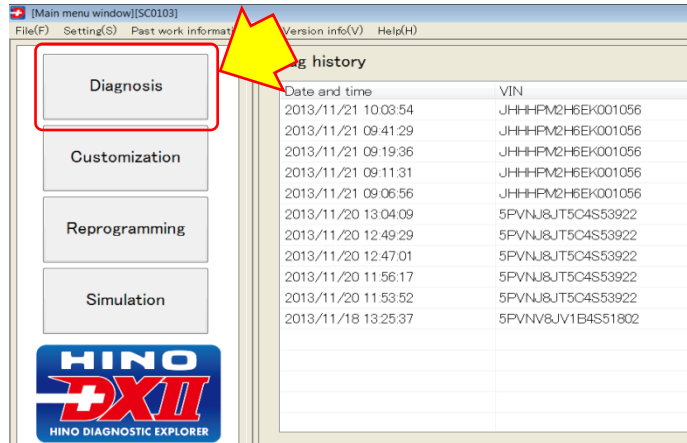 [Main menu window][SC0103]
File(F) Setting(S) Past work informati Version info(V) Help(H)
Diagnosis
Customization
Reprogramming
Simulation
HINO
DXII
HINO DIAGNOSTIC EXPLORER
ag history
Date and time VIN
2013/11/21 10:03:54 JHHHPM2H6EK001056
2013/11/21 09:41:29 JHHHPM2H6EK001056
2013/11/21 09:19:36 JHHHPM2H6EK001056
2013/11/21 09:11:31 JHHHPM2H6EK001056
2013/11/21 09:06:56 JHHHPM2H6EK001056
2013/11/20 13:04:09 5PVNJ8JT5C4S53922
2013/11/20 12:49:29 5PVNJ8JT5C4S53922
2013/11/20 12:47:01 5PVNJ8JT5C4S53922
2013/11/20 11:56:17 5PVNJ8JT5C4S53922
2013/11/20 11:53:52 5PVNJ8JT5C4S53922
2013/11/18 13:25:37 5PVNV8JV1B4S51802